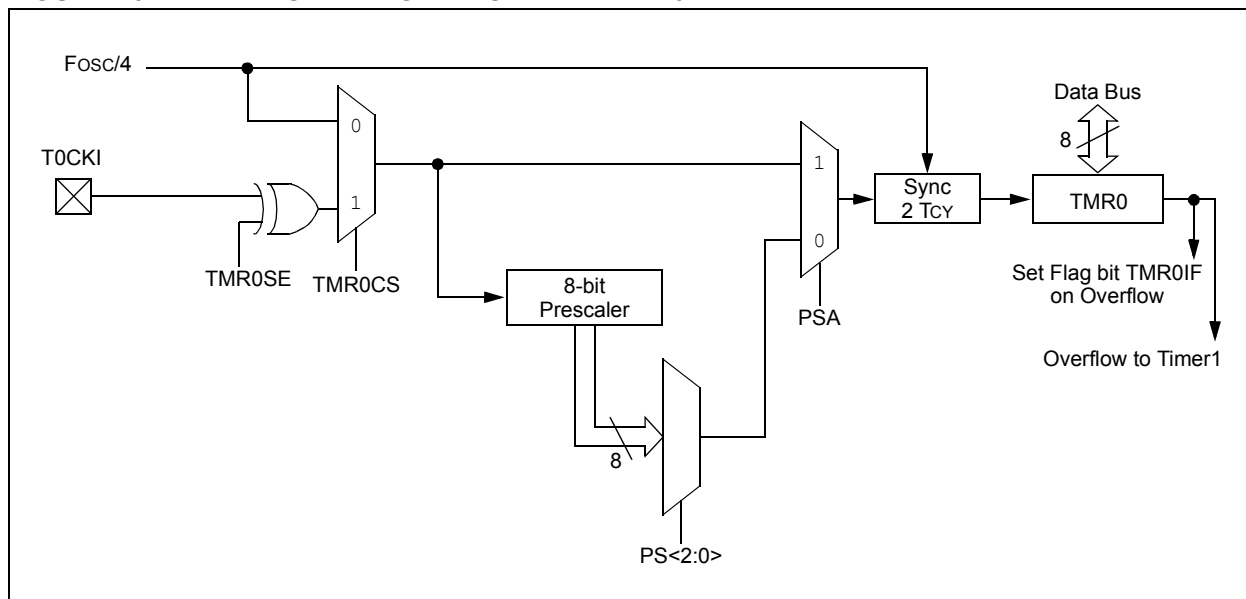 FOSC/4
Data Bus
8
T0CKI
0
1
1
0
Sync
2 TCY
TMR0
TMR0SE
TMR0CS
8-bit
Prescaler
PSA
Set Flag bit TMR0IF
on Overflow
Overflow to Timer1
8
PS<2:0>